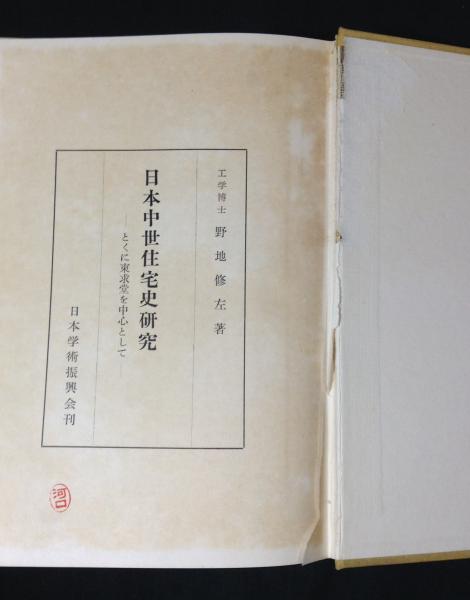 工学博士 野地修左著
日本中世住宅史研究
―とくに東求堂を中心として―
日本学術振興会刊
河口